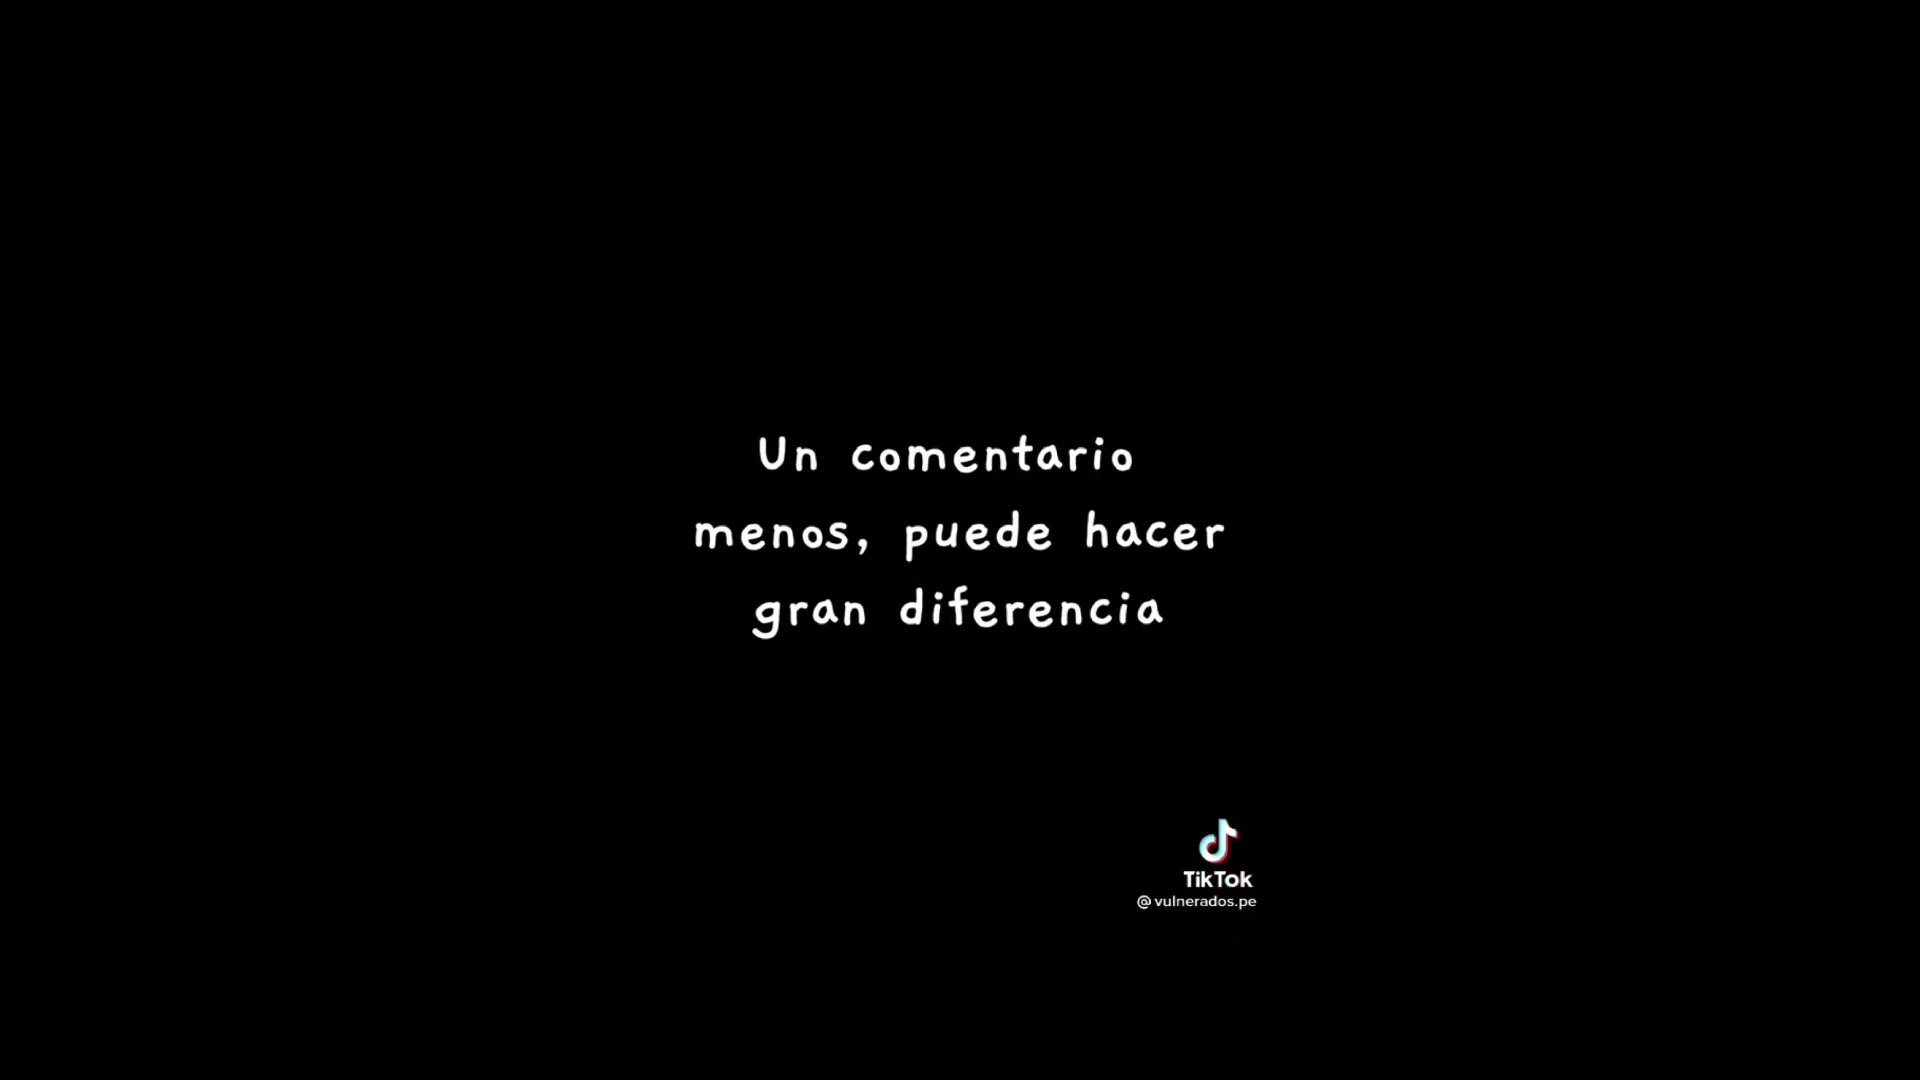 Un comentario
menos, puede hacer
gran diferencia
TikTok
@vulnerados.pe